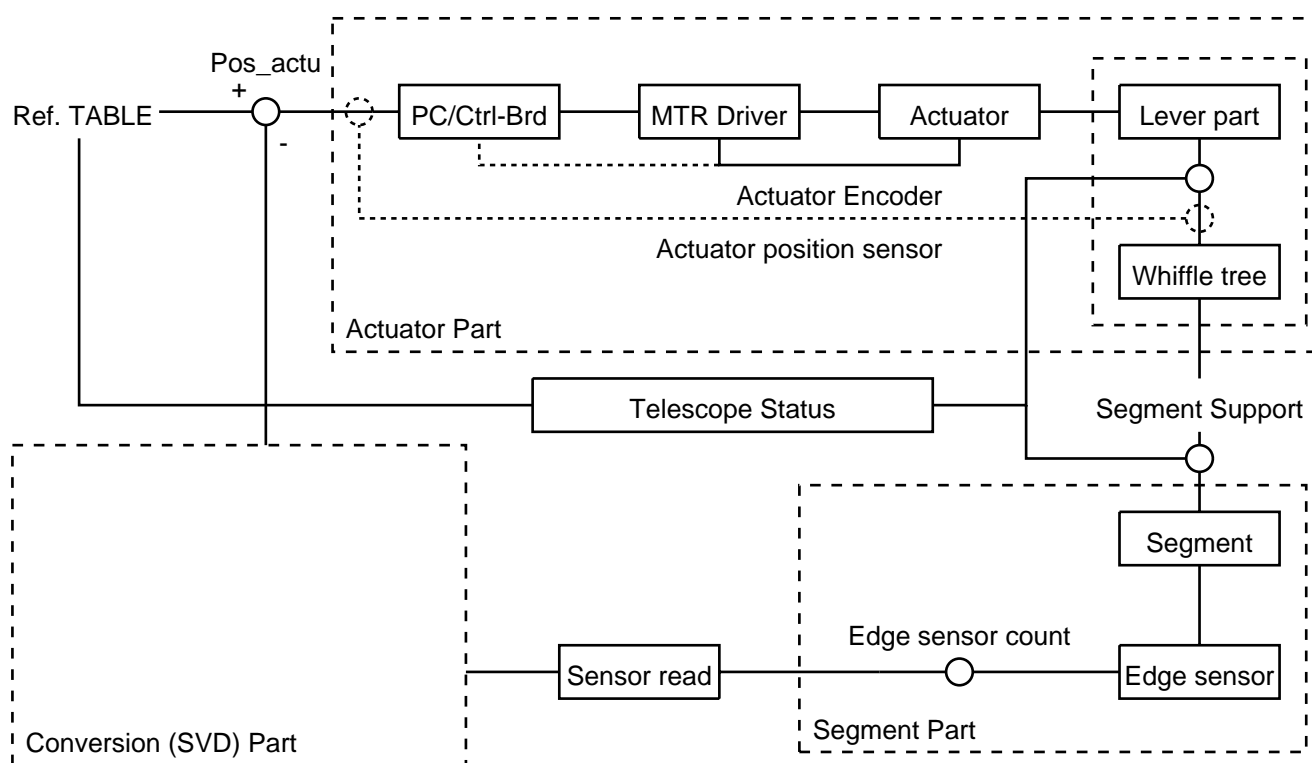 Pos_actu
+
Ref. TABLE
-
PC/Ctrl-Brd
MTR Driver
Actuator
Lever part
Actuator Encoder
Actuator position sensor
Whiffle tree
Actuator Part
Telescope Status
Segment Support
Segment
Edge sensor count
Sensor read
Edge sensor
Segment Part
Conversion (SVD) Part